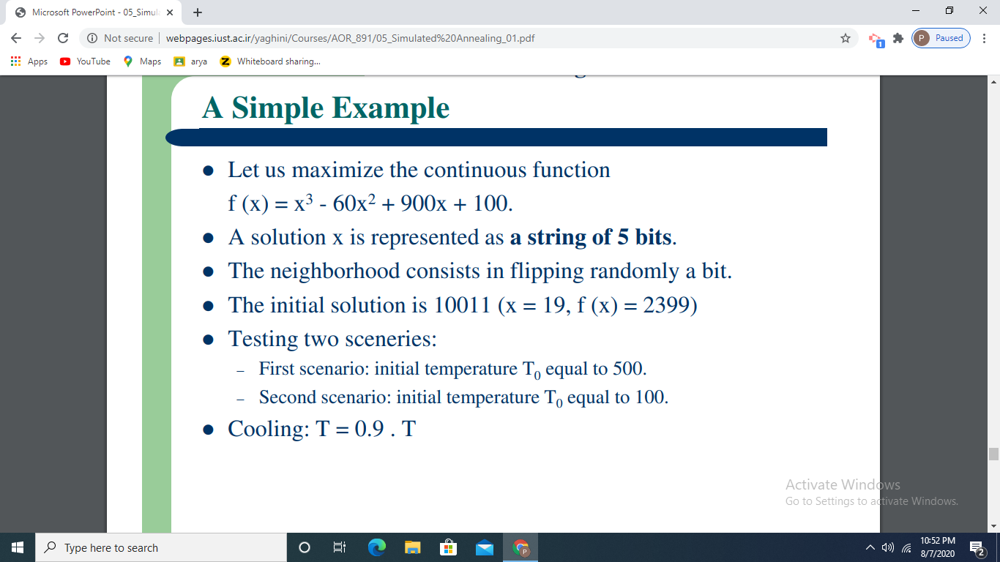 Microsoft PowerPoint - 05_Simul
Not secure | webpages.iust.ac.ir/yaghini/Courses/AOR_891/05_Simulated%20Annealing_01.pdf
P Paused
1
Apps YouTube Maps arya Whiteboard sharing...
A Simple Example
● Let us maximize the continuous function
f (x) = x³ - 60x² + 900x + 100.
● A solution x is represented as a string of 5 bits.
● The neighborhood consists in flipping randomly a bit.
● The initial solution is 10011 (x = 19, f (x) = 2399)
● Testing two sceneries:
– First scenario: initial temperature T₀ equal to 500.
– Second scenario: initial temperature T₀ equal to 100.
● Cooling: T = 0.9 . T
Activate Windows
Go to Settings to activate Windows.
Type here to search
10:52 PM
8/7/2020
2